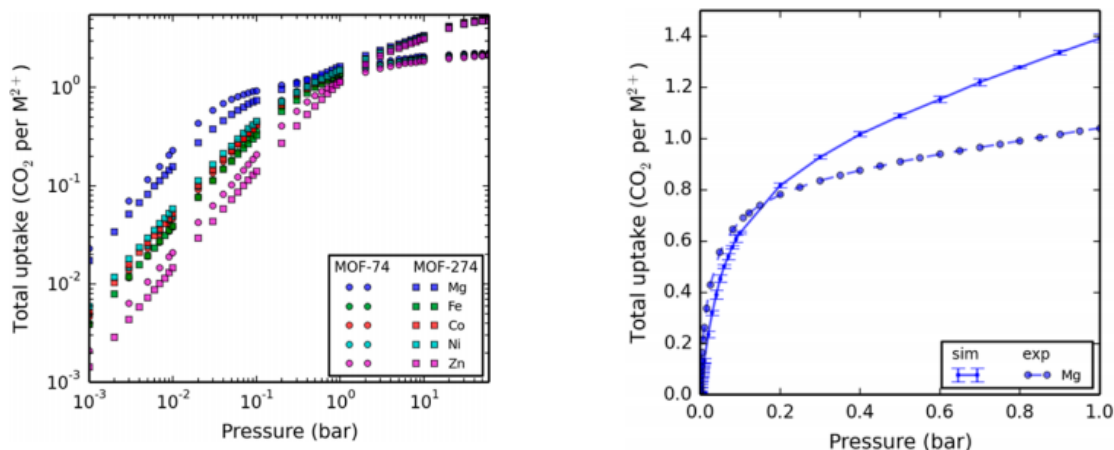 Total uptake (CO₂ per M²⁺)
10⁰
10⁻¹
10⁻²
10⁻³
MOF-74 MOF-274
Mg
Fe
Co
Ni
Zn
10⁻³ 10⁻² 10⁻¹ 10⁰ 10¹
Pressure (bar)
Total uptake (CO₂ per M²⁺)
1.4
1.2
1.0
0.8
0.6
0.4
0.2
0.0
sim exp
Mg
0.0 0.2 0.4 0.6 0.8 1.0
Pressure (bar)